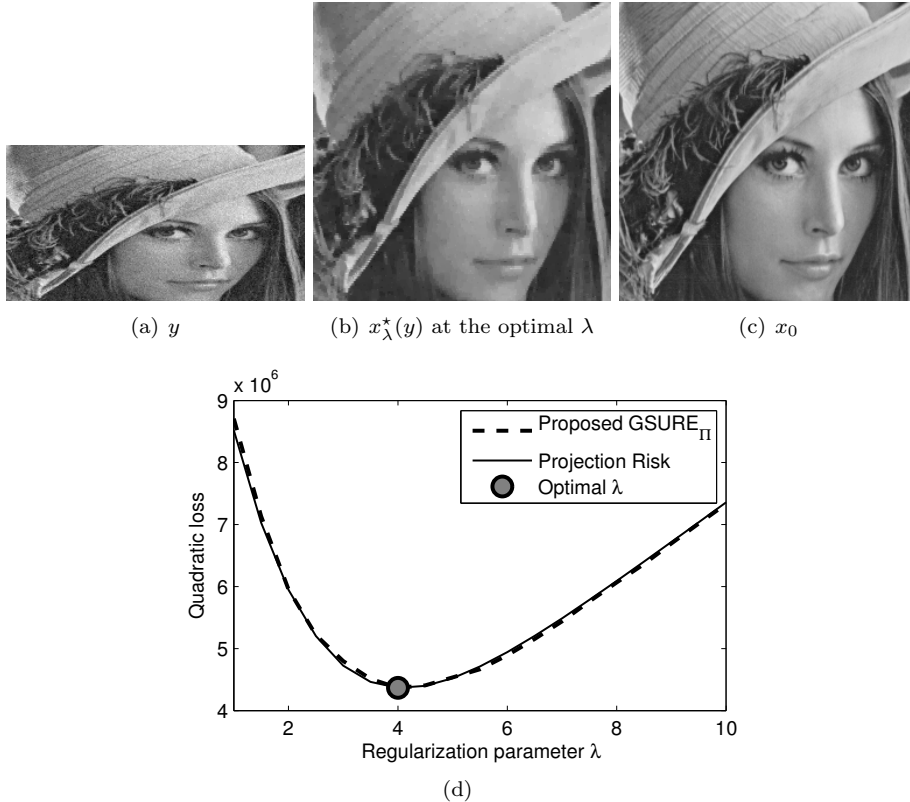 (a) y
(b) x⋆λ(y) at the optimal λ
(c) x0
x 10^6
9
8
7
6
5
4
Quadratic loss
2
4
6
8
10
Regularization parameter λ
Proposed GSURE_Π
Projection Risk
Optimal λ
(d)